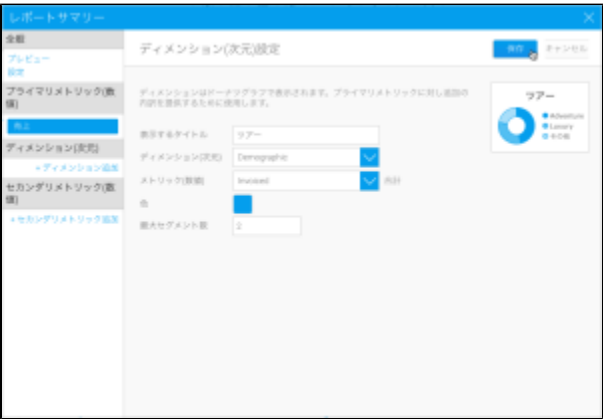 レポートサマリー
全般
プレビュー
設定
プライマリメトリック(数
値)
売上
ディメンション(次元)
+ディメンション追加
セカンダリメトリック(数
値)
+セカンダリメトリック追加
ディメンション(次元)設定
保存
キャンセル
ディメンションはドーナツグラフで表示されます。プライマリメトリックに対し追加の
内訳を提供するために使用します。
表示するタイトル
ツアー
ディメンション(次元)
Demographic
メトリック(数値)
Invoiced
合計
色
最大セグメント数
2
ツアー
Adventure
Luxury
その他